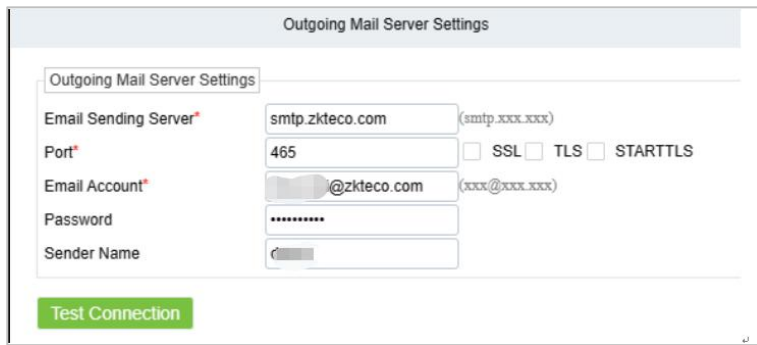 Outgoing Mail Server Settings
Outgoing Mail Server Settings
Email Sending Server* smtp.zkteco.com (smtp.xxx.xxx)
Port* 465 SSL TLS STARTTLS
Email Account* @zkteco.com (xxx@xxx.xxx)
Password ••••••••••
Sender Name
Test Connection